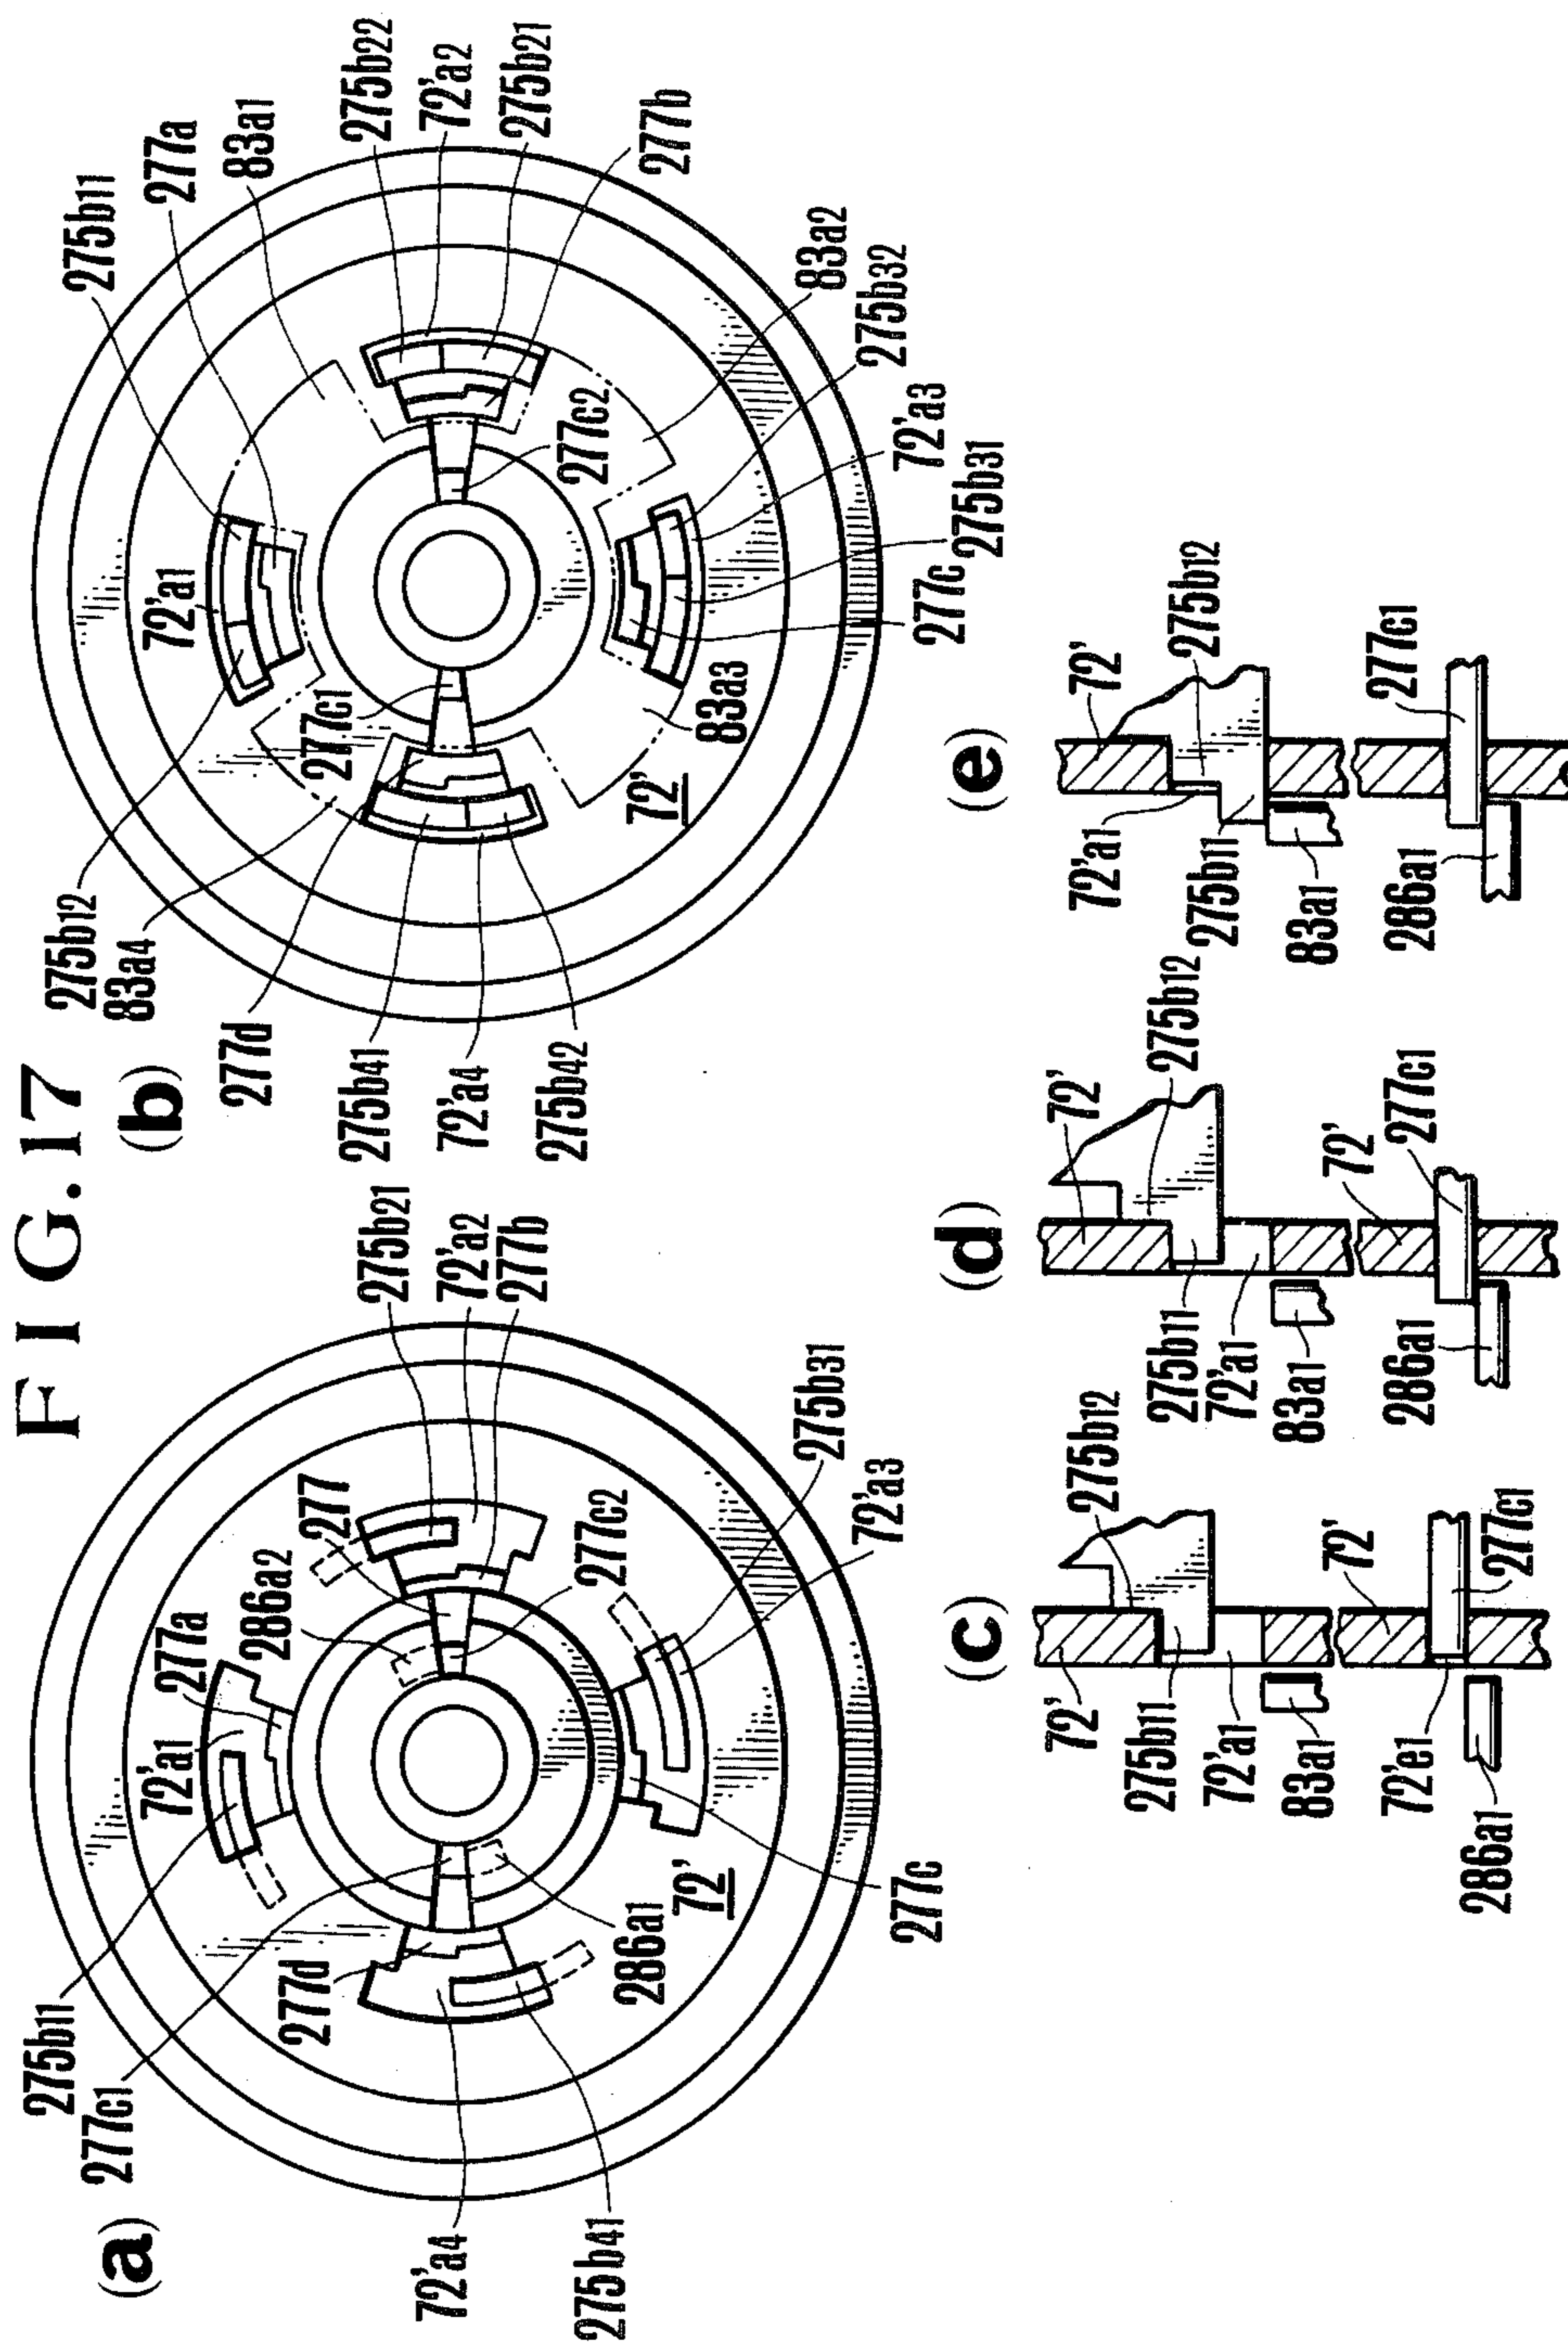 FIG.17
(a)
275b11
277c1
72'a1
277a
286a2
277
275b21
72'a2
277b
277c2
275b31
72'a3
277c
72'
286a1
277d
72'a4
275b41
(b)
275b12
83a4
277d
275b41
72'a4
275b42
72'a1
275b11
277a
83a1
275b22
72'a2
275b21
277b
277c2
83a2
275b32
72'a3
275b31
277c
83a3
277c1
72'
(c)
72'
275b12
275b11
72'a1
83a1
72'
72'e1
277c1
286a1
(d)
72'
275b12
275b11
72'a1
83a1
72'
277c1
286a1
(e)
72'
275b12
72'a1
275b11
83a1
277c1
286a1